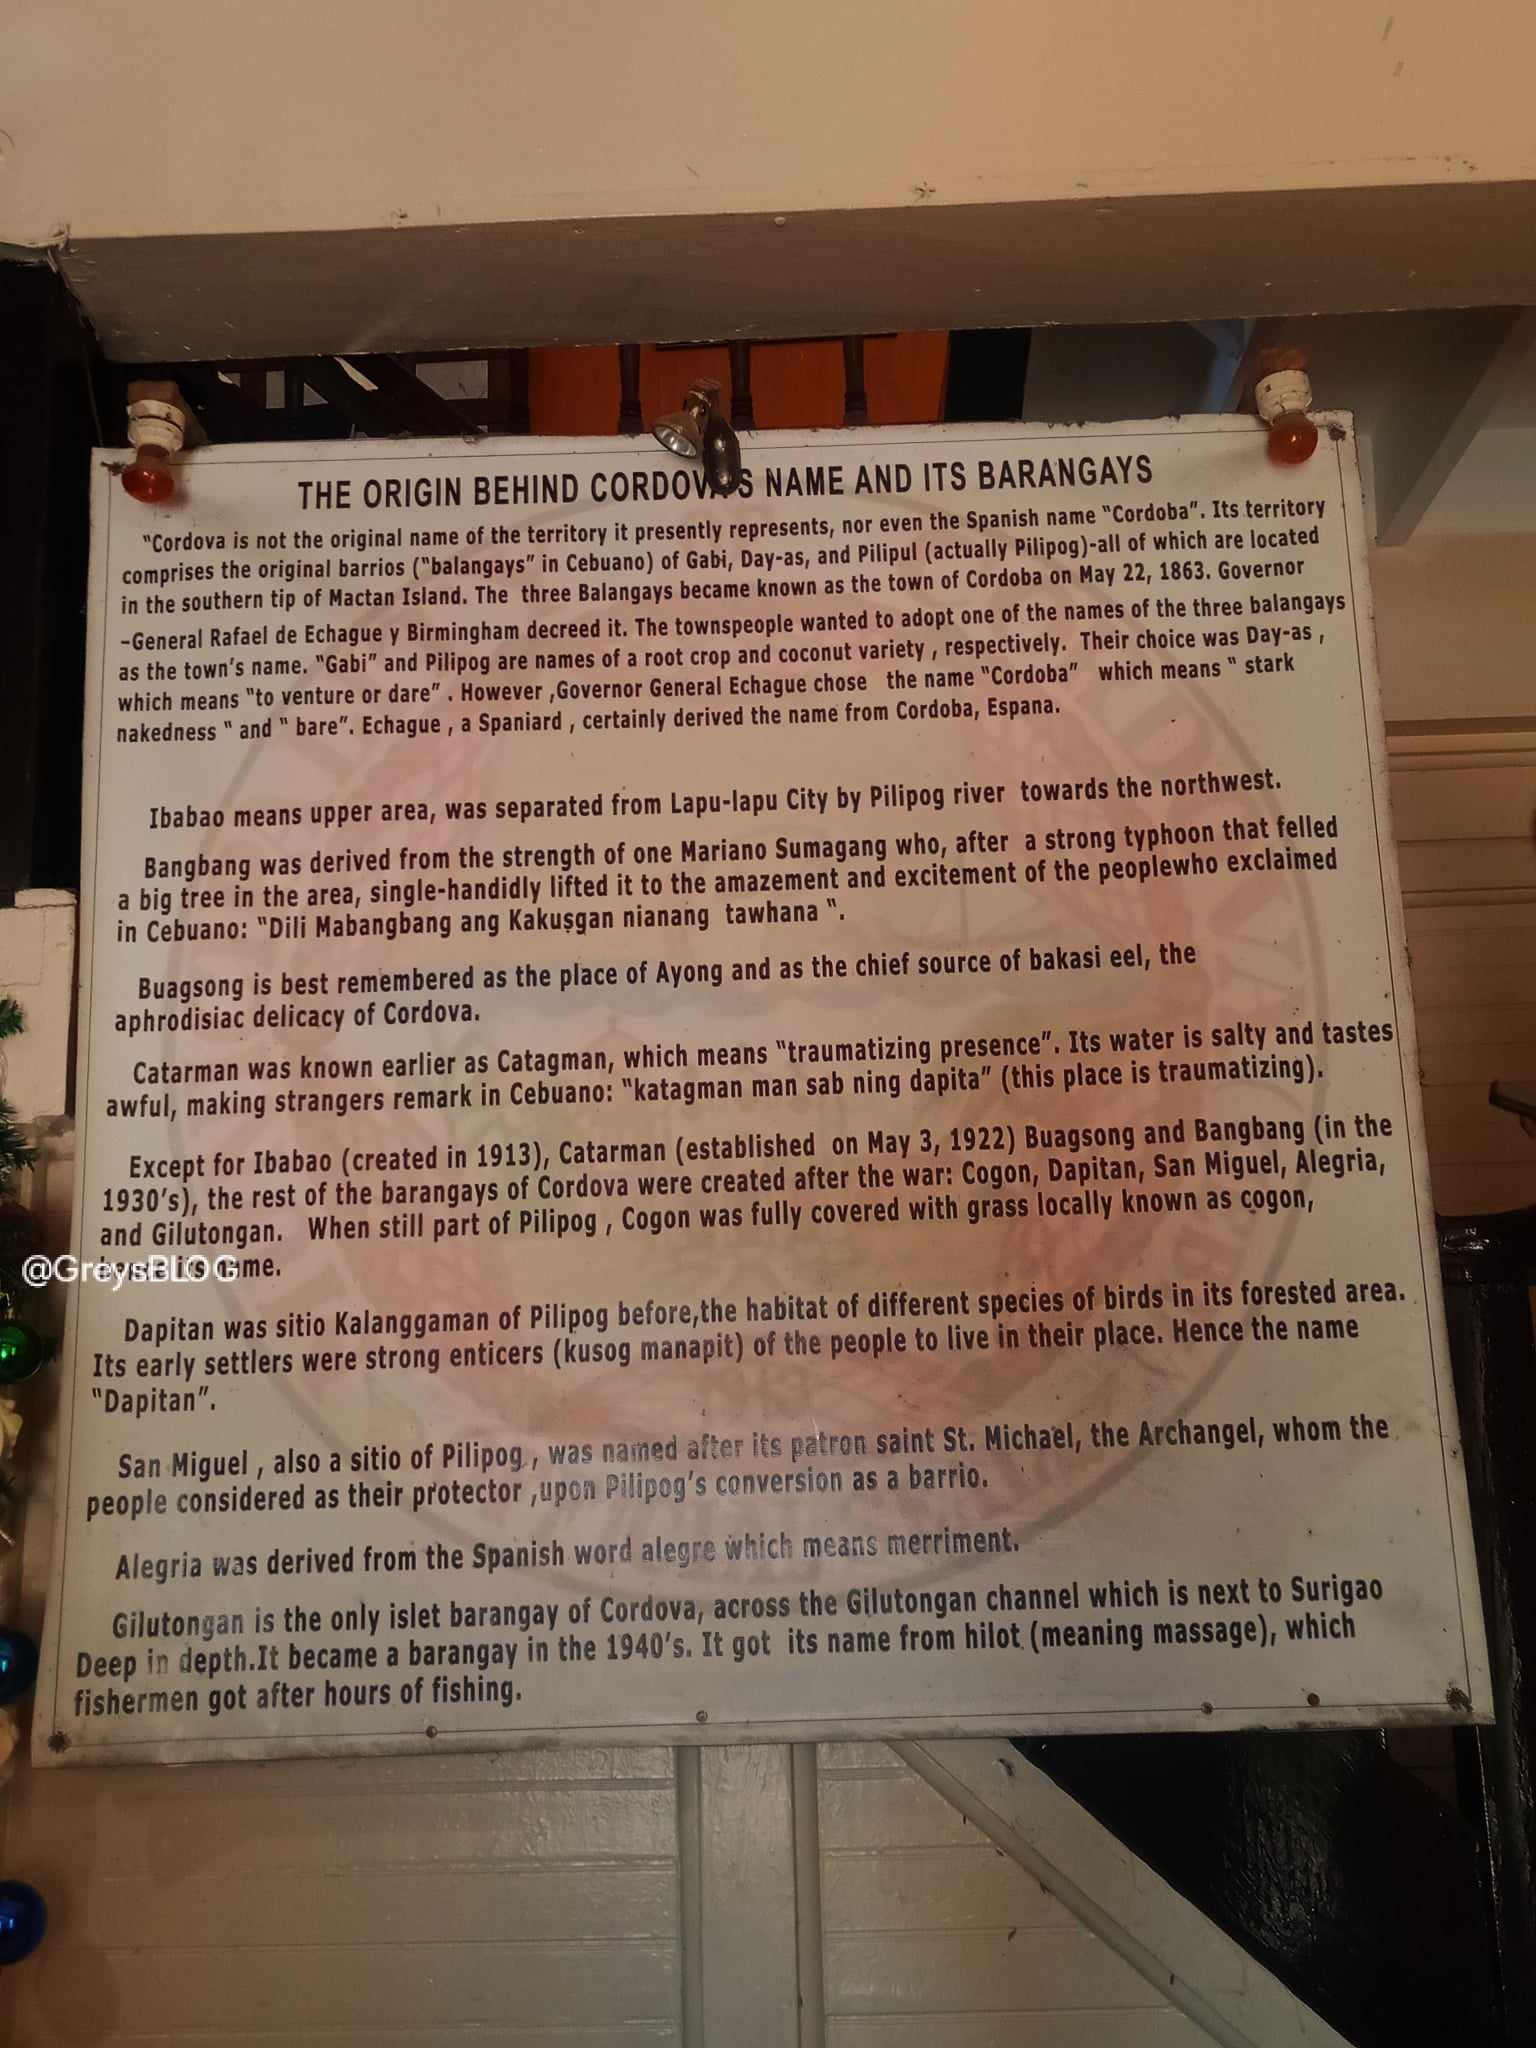 THE ORIGIN BEHIND CORDOVA'S NAME AND ITS BARANGAYS
"Cordova is not the original name of the territory it presently represents, nor even the Spanish name "Cordoba". Its territory
comprises the original barrios ("balangays" in Cebuano) of Gabi, Day-as, and Pilipul (actually Pilipog)-all of which are located
in the southern tip of Mactan Island. The three Balangays became known as the town of Cordoba on May 22, 1863. Governor
-General Rafael de Echague y Birmingham decreed it. The townspeople wanted to adopt one of the names of the three balangays
as the town's name. "Gabi" and Pilipog are names of a root crop and coconut variety , respectively. Their choice was Day-as ,
which means "to venture or dare" . However ,Governor General Echague chose the name "Cordoba" which means " stark
nakedness " and " bare". Echague , a Spaniard , certainly derived the name from Cordoba, Espana.
Ibabao means upper area, was separated from Lapu-lapu City by Pilipog river towards the northwest.
Bangbang was derived from the strength of one Mariano Sumagang who, after a strong typhoon that felled
a big tree in the area, single-handidly lifted it to the amazement and excitement of the peoplewho exclaimed
in Cebuano: "Dili Mabangbang ang Kakusgan nianang tawhana ".
Buagsong is best remembered as the place of Ayong and as the chief source of bakasi eel, the
aphrodisiac delicacy of Cordova.
Catarman was known earlier as Catagman, which means "traumatizing presence". Its water is salty and tastes
awful, making strangers remark in Cebuano: "katagman man sab ning dapita" (this place is traumatizing).
Except for Ibabao (created in 1913), Catarman (established on May 3, 1922) Buagsong and Bangbang (in the
1930's), the rest of the barangays of Cordova were created after the war: Cogon, Dapitan, San Miguel, Alegria,
and Gilutongan. When still part of Pilipog , Cogon was fully covered with grass locally known as cogon,
hence its name.
@GreysBLOG
Dapitan was sitio Kalanggaman of Pilipog before,the habitat of different species of birds in its forested area.
Its early settlers were strong enticers (kusog manapit) of the people to live in their place. Hence the name
"Dapitan".
San Miguel , also a sitio of Pilipog , was named after its patron saint St. Michael, the Archangel, whom the
people considered as their protector ,upon Pilipog's conversion as a barrio.
Alegria was derived from the Spanish word alegre which means merriment.
Gilutongan is the only islet barangay of Cordova, across the Gilutongan channel which is next to Surigao
Deep in depth.It became a barangay in the 1940's. It got its name from hilot (meaning massage), which
fishermen got after hours of fishing.